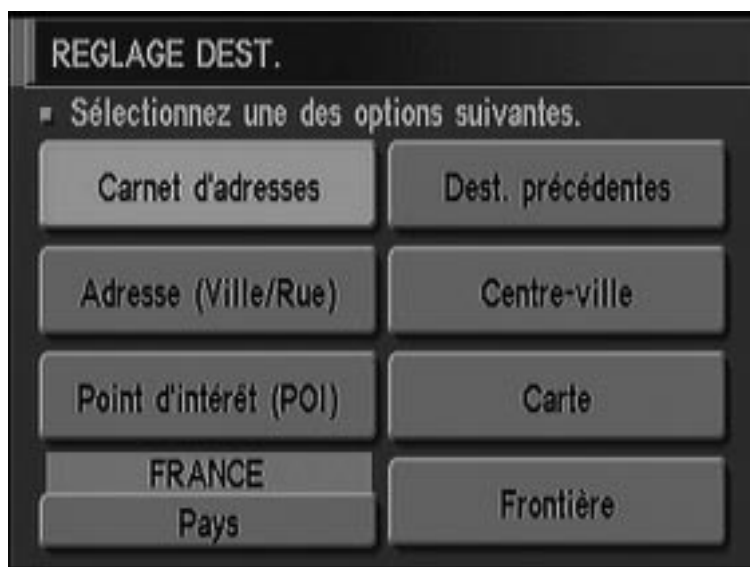 REGLAGE DEST.
Sélectionnez une des options suivantes.
Carnet d'adresses
Dest. précédentes
Adresse (Ville/Rue)
Centre-ville
Point d'intérêt (POI)
Carte
FRANCE
Pays
Frontière